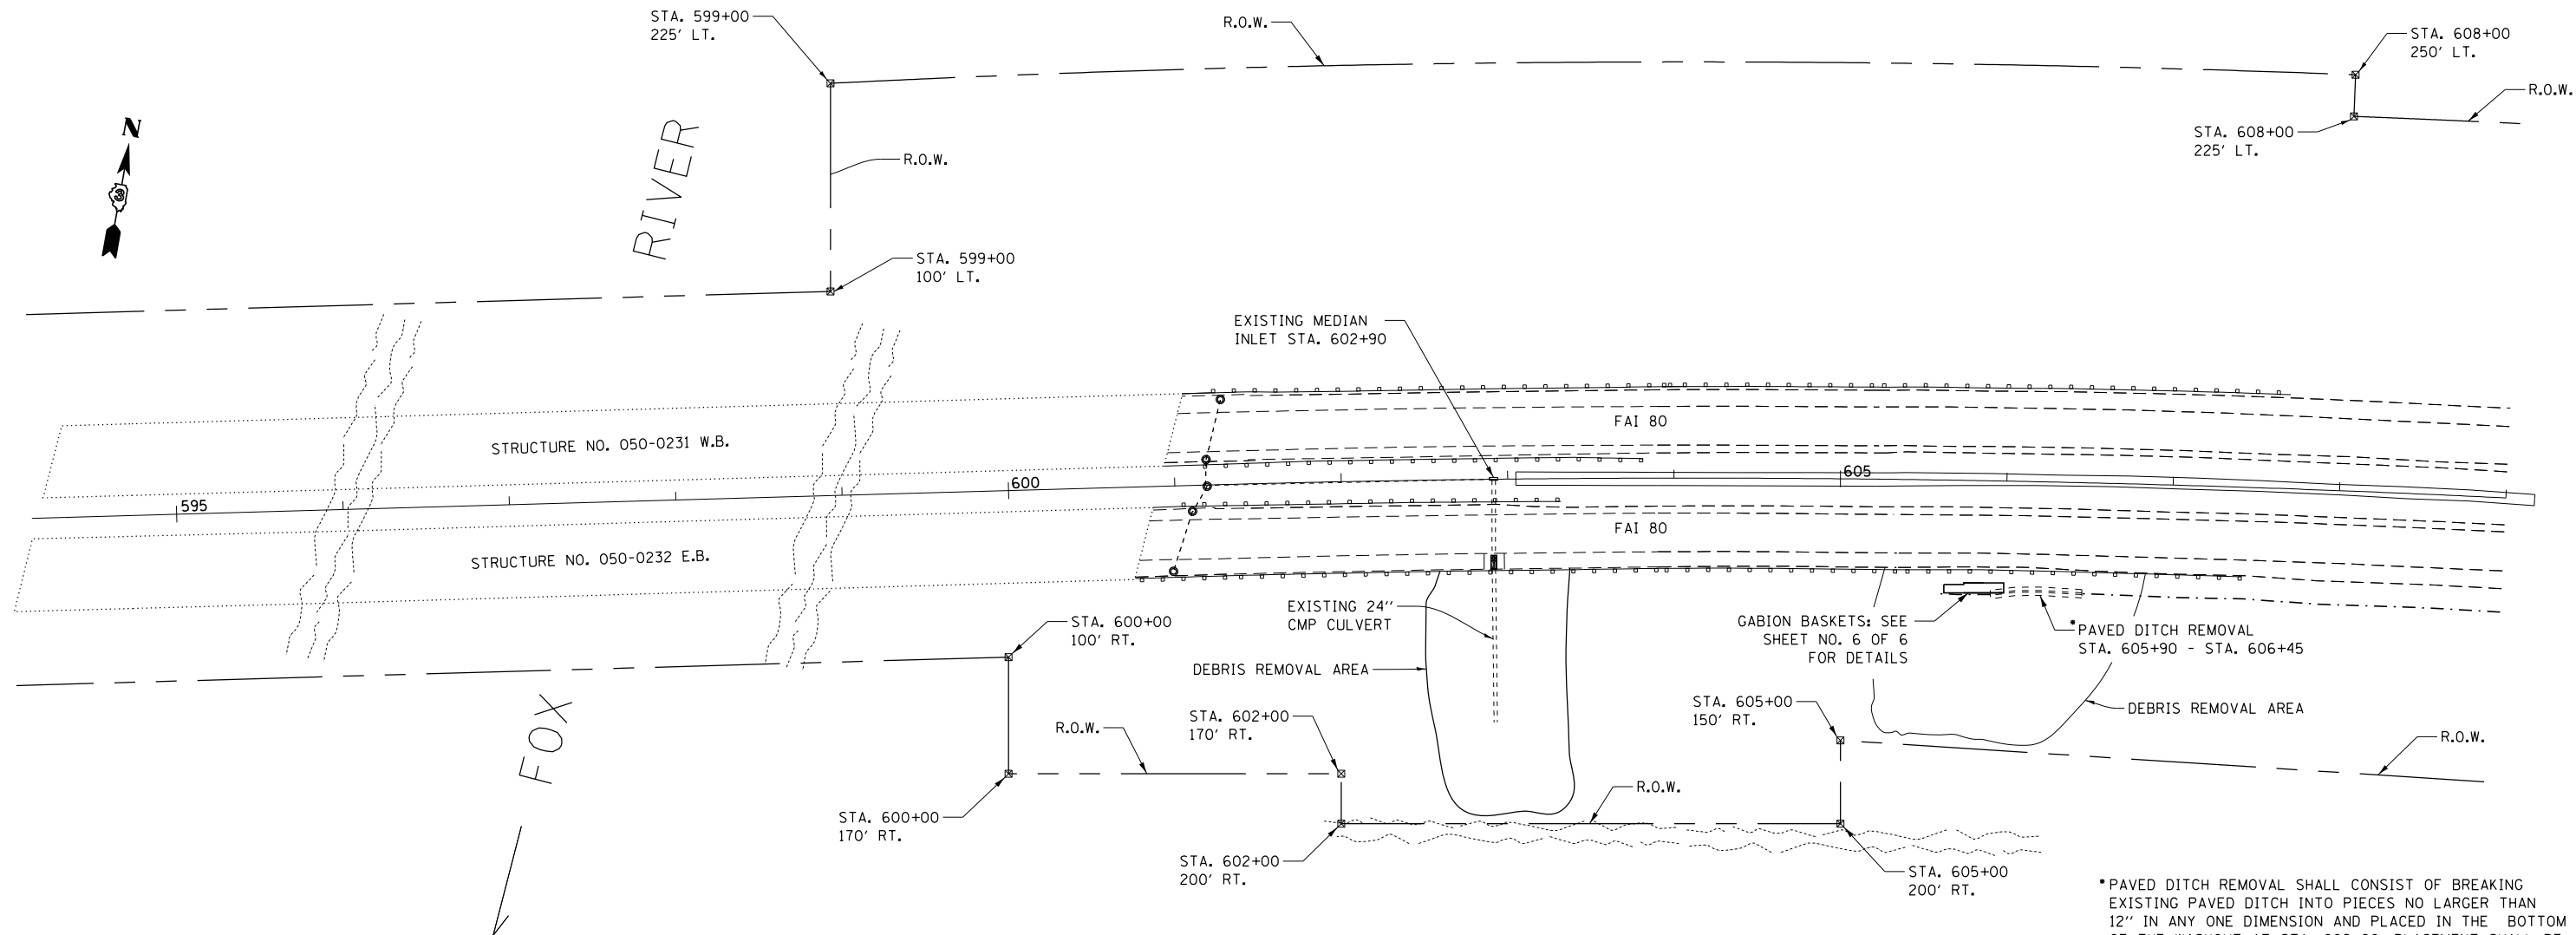 STA. 599+00
225' LT.
R.O.W.
STA. 608+00
250' LT.
R.O.W.
STA. 608+00
225' LT.
N
3
RIVER
R.O.W.
STA. 599+00
100' LT.
EXISTING MEDIAN
INLET STA. 602+90
FAI 80
STRUCTURE NO. 050-0231 W.B.
595
600
605
FAI 80
STRUCTURE NO. 050-0232 E.B.
EXISTING 24''
CMP CULVERT
STA. 600+00
100' RT.
GABION BASKETS: SEE
SHEET NO. 6 OF 6
FOR DETAILS
*PAVED DITCH REMOVAL
STA. 605+90 - STA. 606+45
DEBRIS REMOVAL AREA
STA. 605+00
150' RT.
DEBRIS REMOVAL AREA
FOX
R.O.W.
STA. 602+00
170' RT.
R.O.W.
R.O.W.
STA. 600+00
170' RT.
STA. 602+00
200' RT.
STA. 605+00
200' RT.
*PAVED DITCH REMOVAL SHALL CONSIST OF BREAKING
EXISTING PAVED DITCH INTO PIECES NO LARGER THAN
12'' IN ANY ONE DIMENSION AND PLACED IN THE BOTTOM